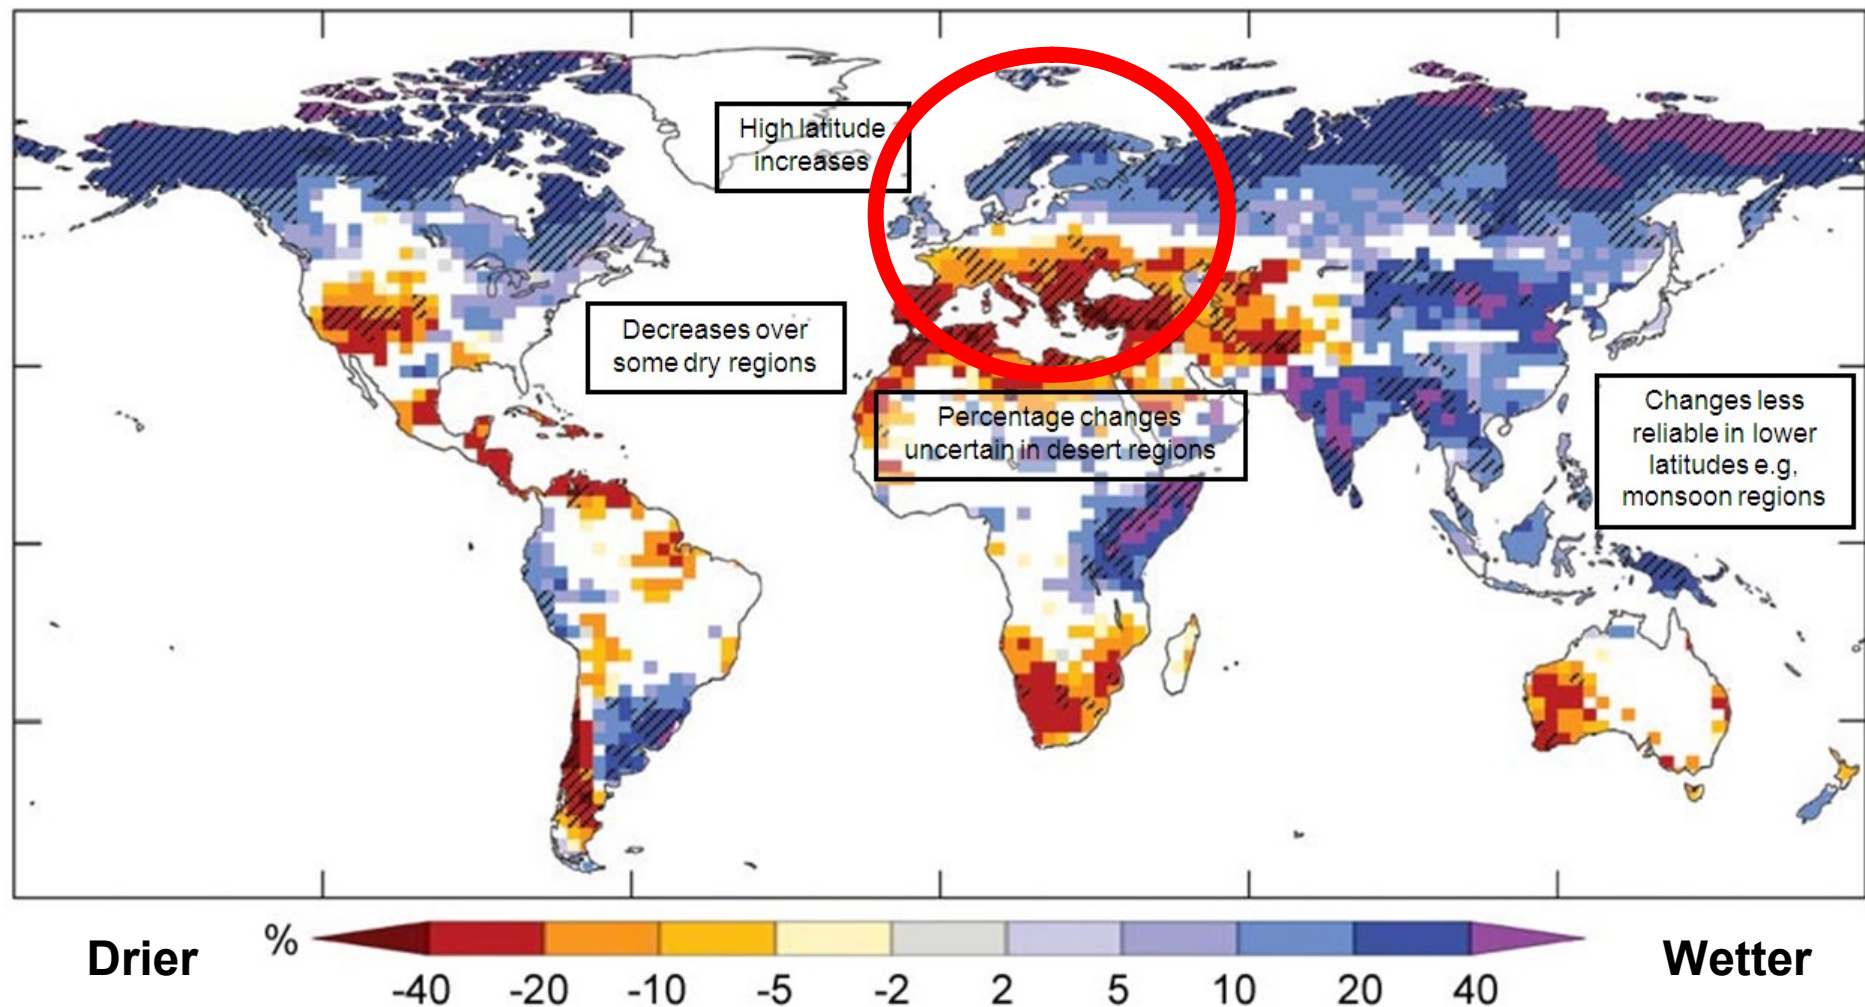 High latitude
increases
Decreases over
some dry regions
Percentage changes
uncertain in desert regions
Changes less
reliable in lower
latitudes e.g,
monsoon regions
Drier
%
Wetter
-40 -20 -10 -5 -2 2 5 10 20 40